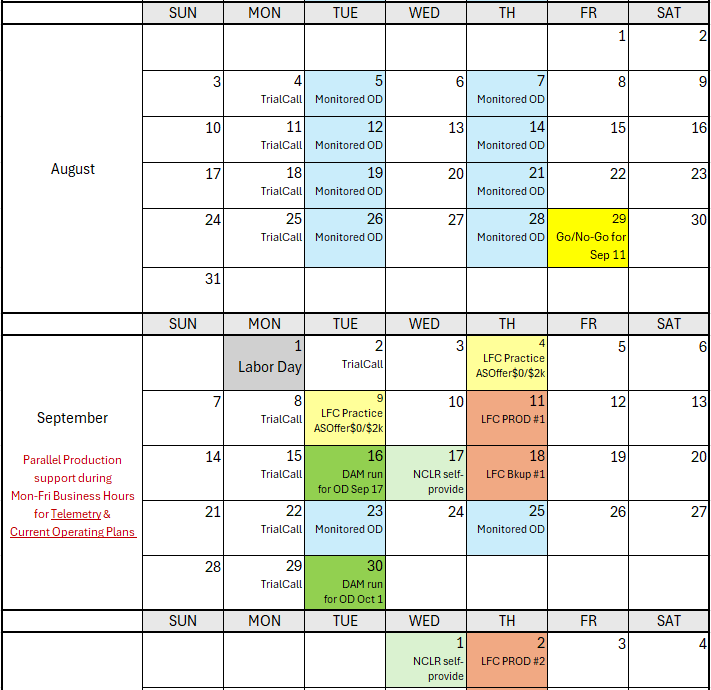 SUN MON TUE WED TH FR SAT
1 2
3 4 5 6 7 8 9
TrialCall Monitored OD Monitored OD
10 11 12 13 14 15 16
TrialCall Monitored OD Monitored OD
August
17 18 19 20 21 22 23
TrialCall Monitored OD Monitored OD
24 25 26 27 28 29 30
TrialCall Monitored OD Monitored OD Go/No-Go for
Sep 11
31
SUN MON TUE WED TH FR SAT
1 2 3 4 5 6
Labor Day TrialCall LFC Practice
ASOffer$0/$2k
7 8 9 10 11 12 13
September
TrialCall LFC Practice LFC PROD #1
ASOffer$0/$2k
14 15 16 17 18 19 20
Parallel Production
support during
Mon-Fri Business Hours
for Telemetry &
Current Operating Plans
TrialCall DAM run NCLR self- LFC Bkup #1
for OD Sep 17 provide
21 22 23 24 25 26 27
TrialCall Monitored OD Monitored OD
28 29 30
TrialCall DAM run
for OD Oct 1
SUN MON TUE WED TH FR SAT
1 2 3 4
NCLR self- LFC PROD #2
provide